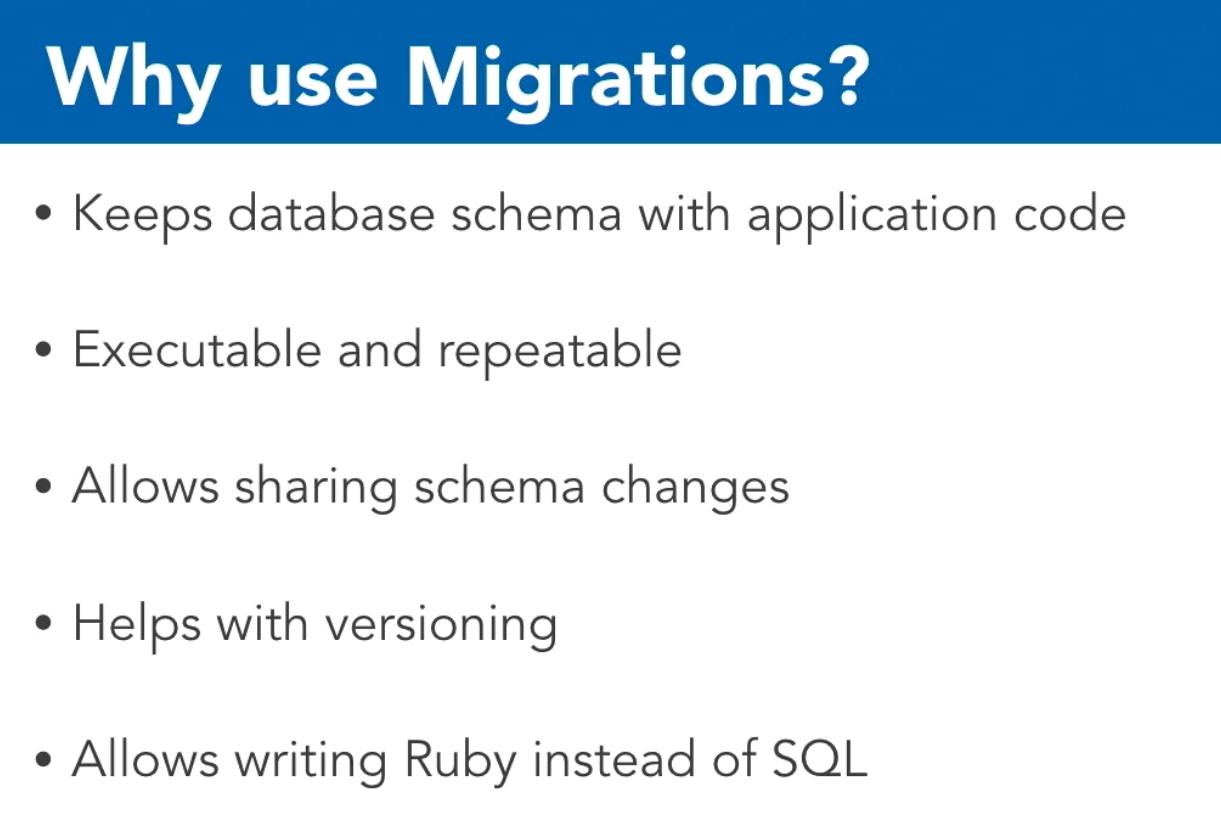 Why use Migrations?
• Keeps database schema with application code
• Executable and repeatable
• Allows sharing schema changes
• Helps with versioning
• Allows writing Ruby instead of SQL